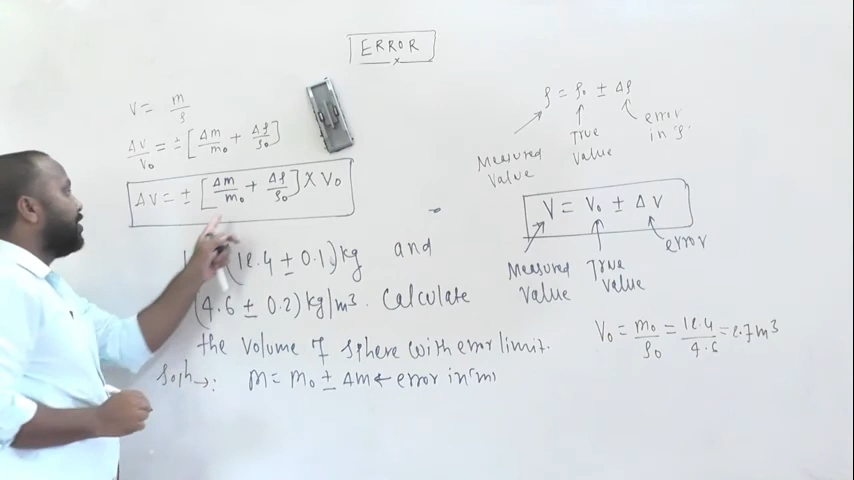 ERROR
x
V = m/ρ
ΔV/V₀ = ± [Δm/m₀ + Δρ/ρ₀]
ΔV = ± [Δm/m₀ + Δρ/ρ₀] × V₀
(12.4 ± 0.1) kg and
(4.6 ± 0.2) kg/m³. Calculate
the volume of sphere with error limit.
Solⁿ→: m = m₀ ± Δm ← error in 'm'
ρ = ρ₀ ± Δρ
Measured Value
True Value
error in 'ρ'
V = V₀ ± ΔV
Measured Value
True Value
error
V₀ = m₀/ρ₀ = 12.4/4.6 = 2.7 m³